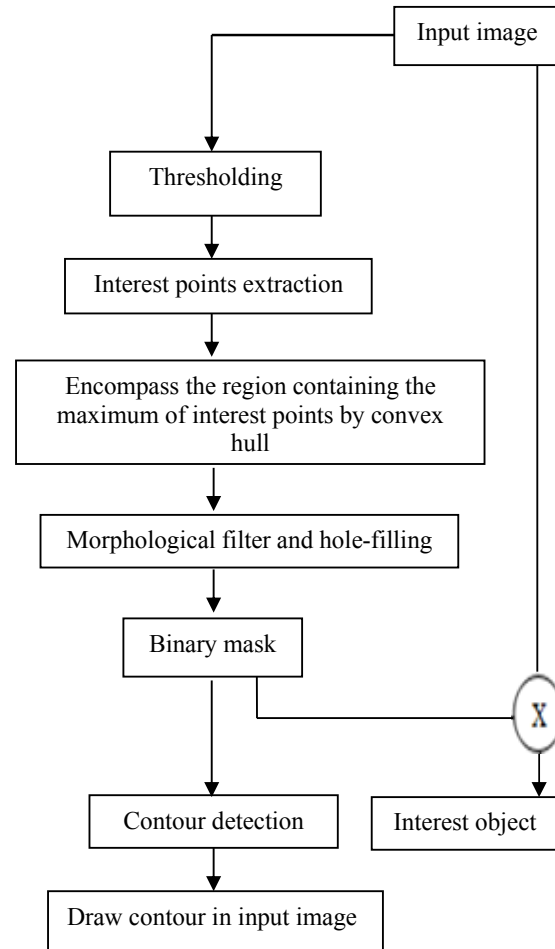 Input image
Thresholding
Interest points extraction
Encompass the region containing the
maximum of interest points by convex
hull
Morphological filter and hole-filling
Binary mask
X
Contour detection
Interest object
Draw contour in input image